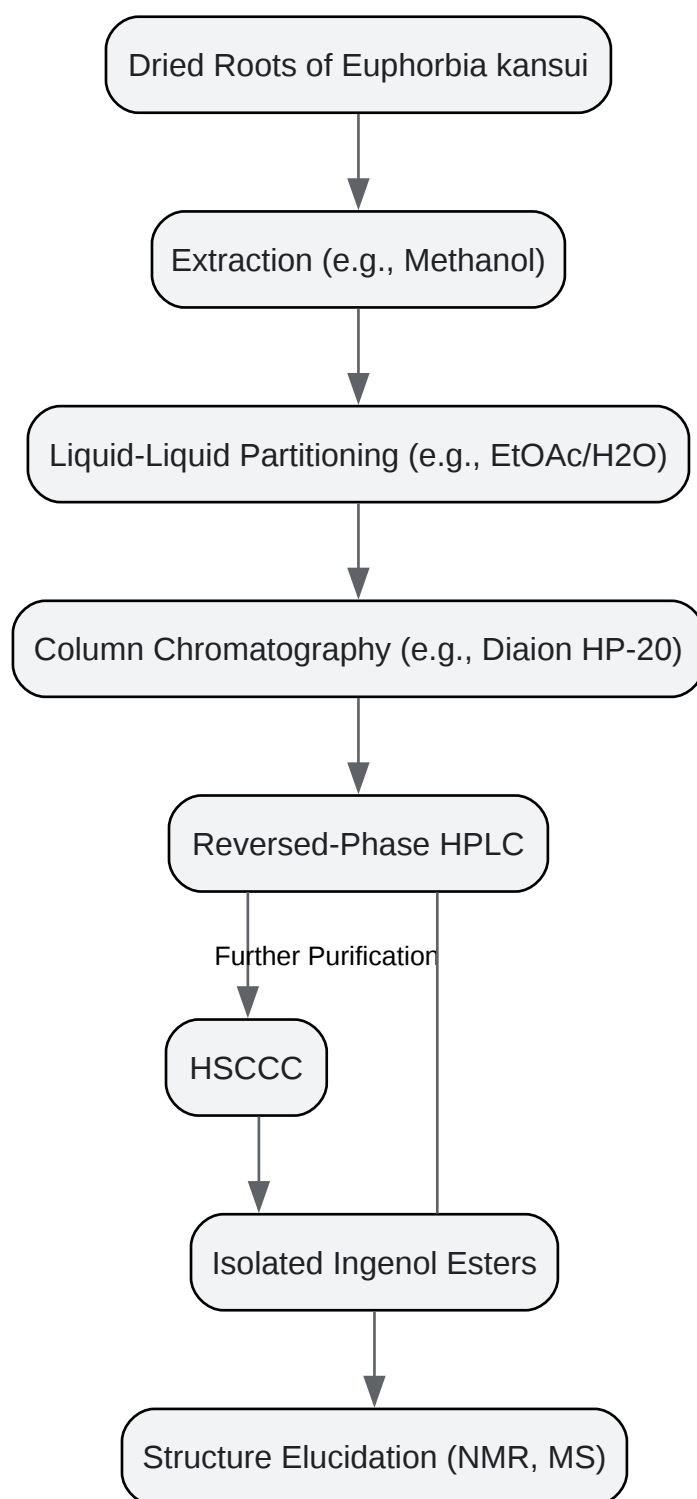 Dried Roots of Euphorbia kansui
Extraction (e.g., Methanol)
Liquid-Liquid Partitioning (e.g., EtOAc/H2O)
Column Chromatography (e.g., Diaion HP-20)
Reversed-Phase HPLC
Further Purification
HSCCC
Isolated Ingenol Esters
Structure Elucidation (NMR, MS)